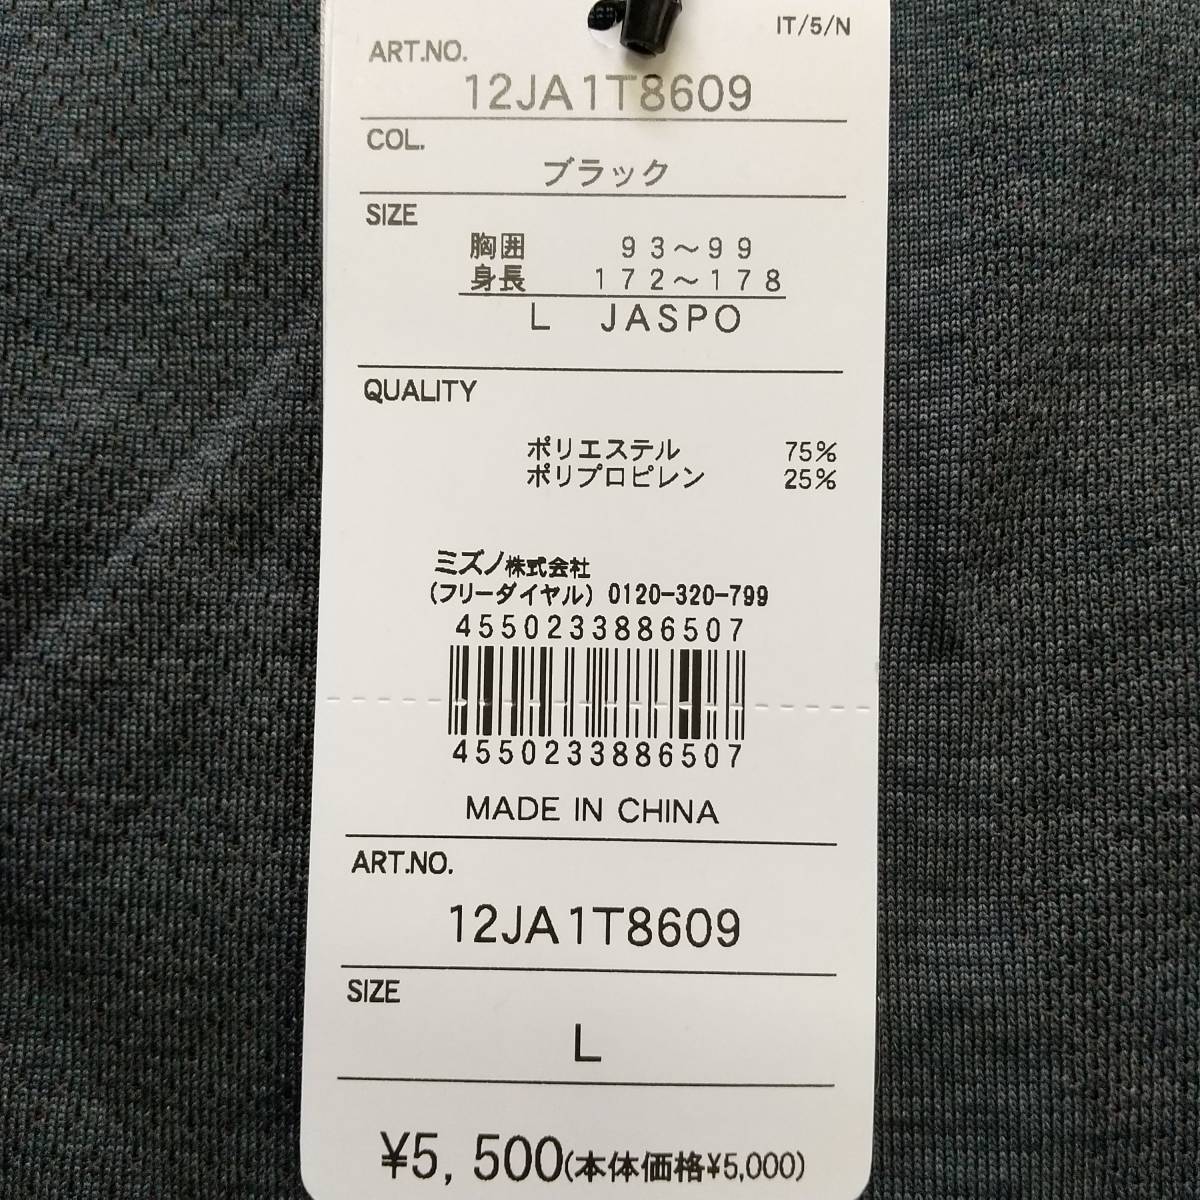 IT/5/N
ART.NO.
12JA1T8609
COL.
ブラック
SIZE
胸囲 93～99
身長 172～178
L JASPO
QUALITY
ポリエステル 75%
ポリプロピレン 25%
ミズノ株式会社
(フリーダイヤル) 0120-320-799
4550233886507
4550233886507
MADE IN CHINA
ART.NO.
12JA1T8609
SIZE
L
¥5,500(本体価格¥5,000)